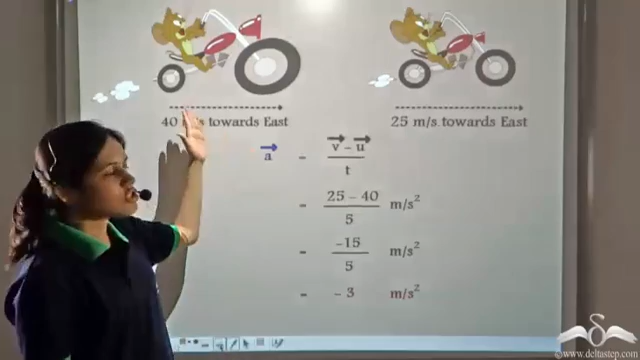 40 m/s towards East
25 m/s towards East
a = v – u / t
= 25 – 40 / 5 m/s²
= –15 / 5 m/s²
= – 3 m/s²
©www.deltastep.com